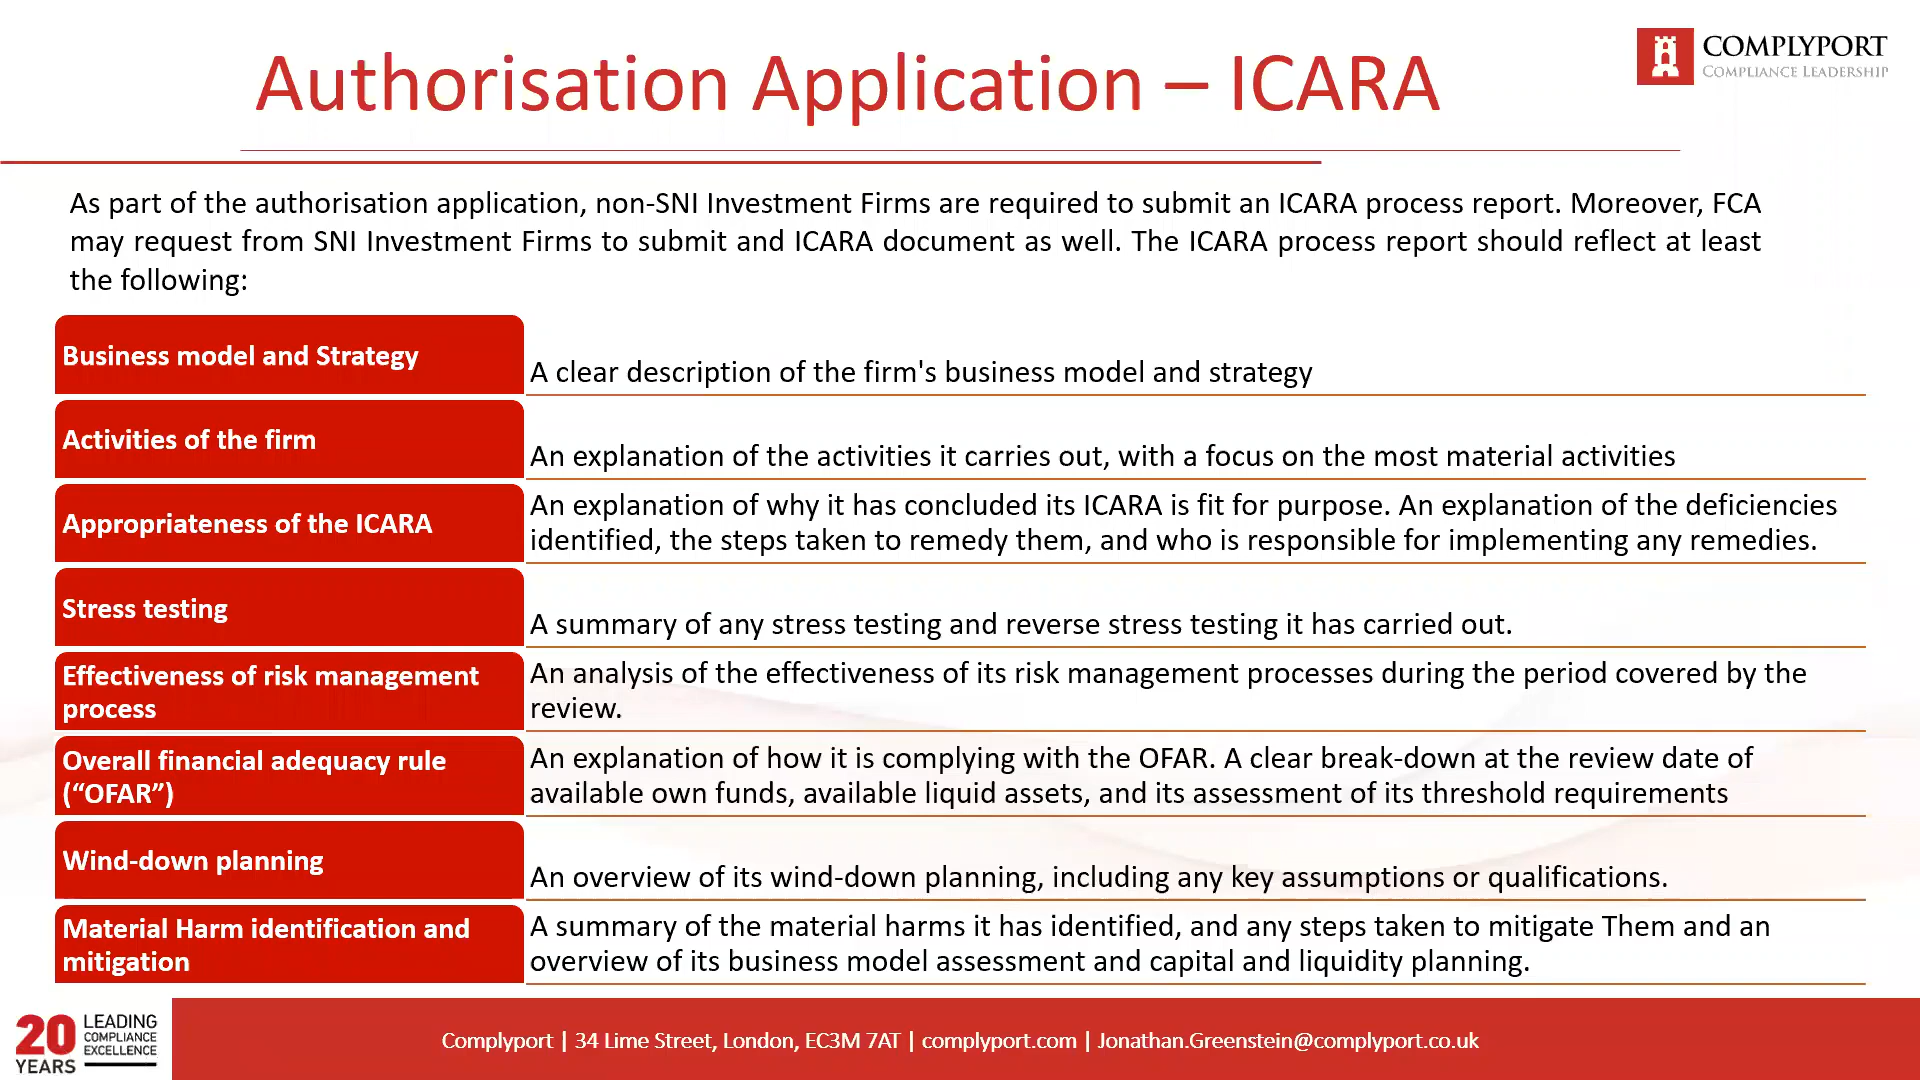 Authorisation Application – ICARA
COMPLYPORT
COMPLIANCE LEADERSHIP
As part of the authorisation application, non-SNI Investment Firms are required to submit an ICARA process report. Moreover, FCA
may request from SNI Investment Firms to submit and ICARA document as well. The ICARA process report should reflect at least
the following:
Business model and Strategy
A clear description of the firm's business model and strategy
Activities of the firm
An explanation of the activities it carries out, with a focus on the most material activities
Appropriateness of the ICARA
An explanation of why it has concluded its ICARA is fit for purpose. An explanation of the deficiencies
identified, the steps taken to remedy them, and who is responsible for implementing any remedies.
Stress testing
A summary of any stress testing and reverse stress testing it has carried out.
Effectiveness of risk management
process
An analysis of the effectiveness of its risk management processes during the period covered by the
review.
Overall financial adequacy rule
(“OFAR”)
An explanation of how it is complying with the OFAR. A clear break-down at the review date of
available own funds, available liquid assets, and its assessment of its threshold requirements
Wind-down planning
An overview of its wind-down planning, including any key assumptions or qualifications.
Material Harm identification and
mitigation
A summary of the material harms it has identified, and any steps taken to mitigate Them and an
overview of its business model assessment and capital and liquidity planning.
20 YEARS
LEADING
COMPLIANCE
EXCELLENCE
Complyport | 34 Lime Street, London, EC3M 7AT | complyport.com | Jonathan.Greenstein@complyport.co.uk